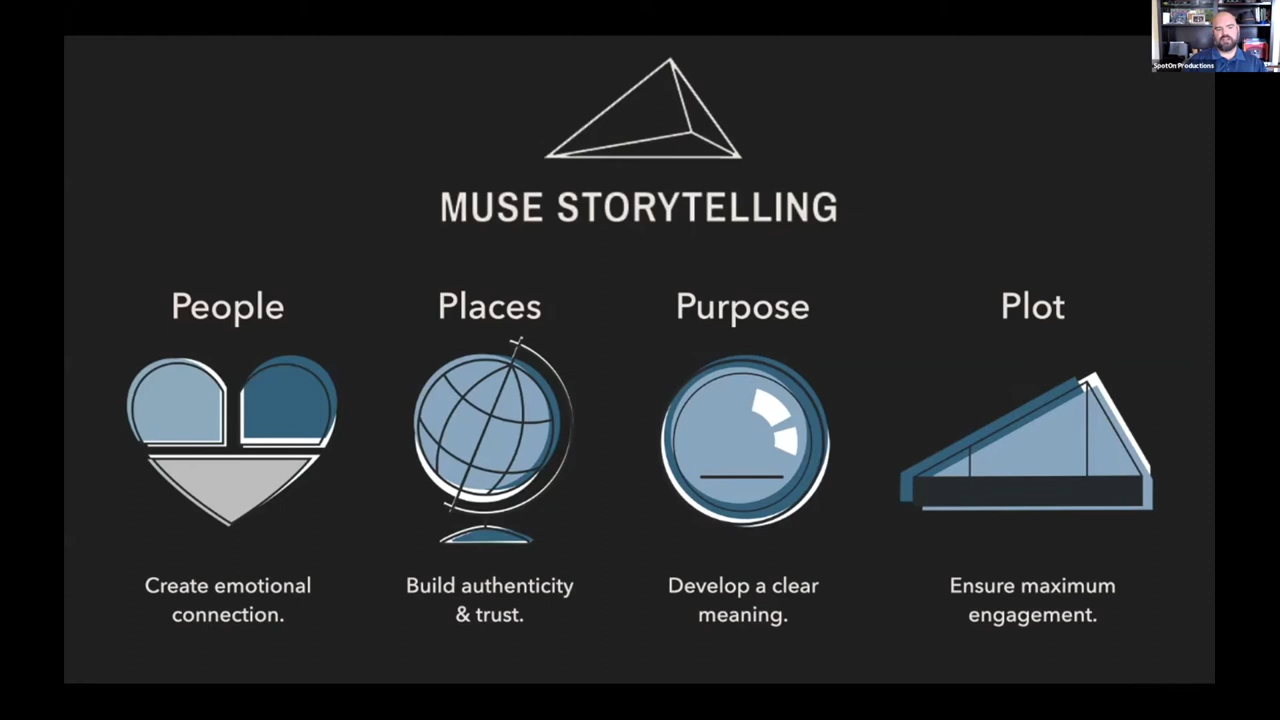 SpotOn Productions
MUSE STORYTELLING
People
Places
Purpose
Plot
Create emotional
connection.
Build authenticity
& trust.
Develop a clear
meaning.
Ensure maximum
engagement.